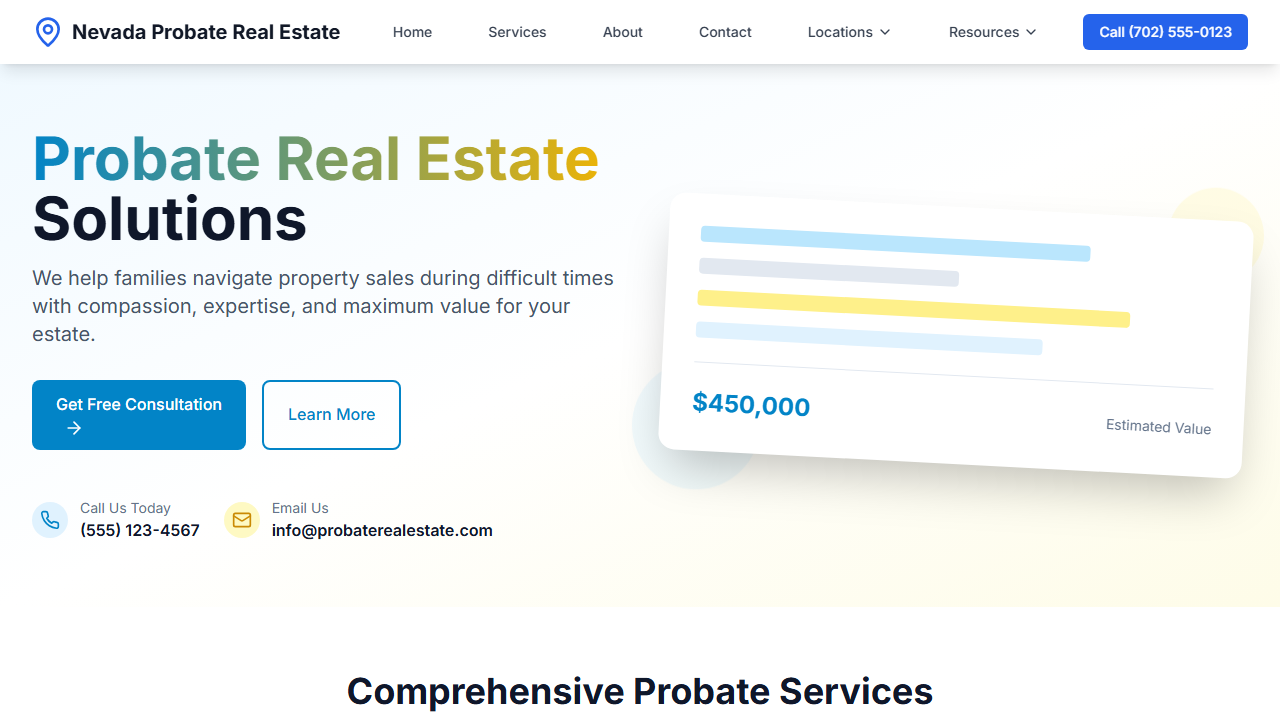 Nevada Probate Real Estate
Home
Services
About
Contact
Locations
Resources
Call (702) 555-0123
Probate Real Estate
Solutions
We help families navigate property sales during difficult times
with compassion, expertise, and maximum value for your
estate.
Get Free Consultation
Learn More
Call Us Today
(555) 123-4567
Email Us
info@probaterealestate.com
$450,000
Estimated Value
Comprehensive Probate Services